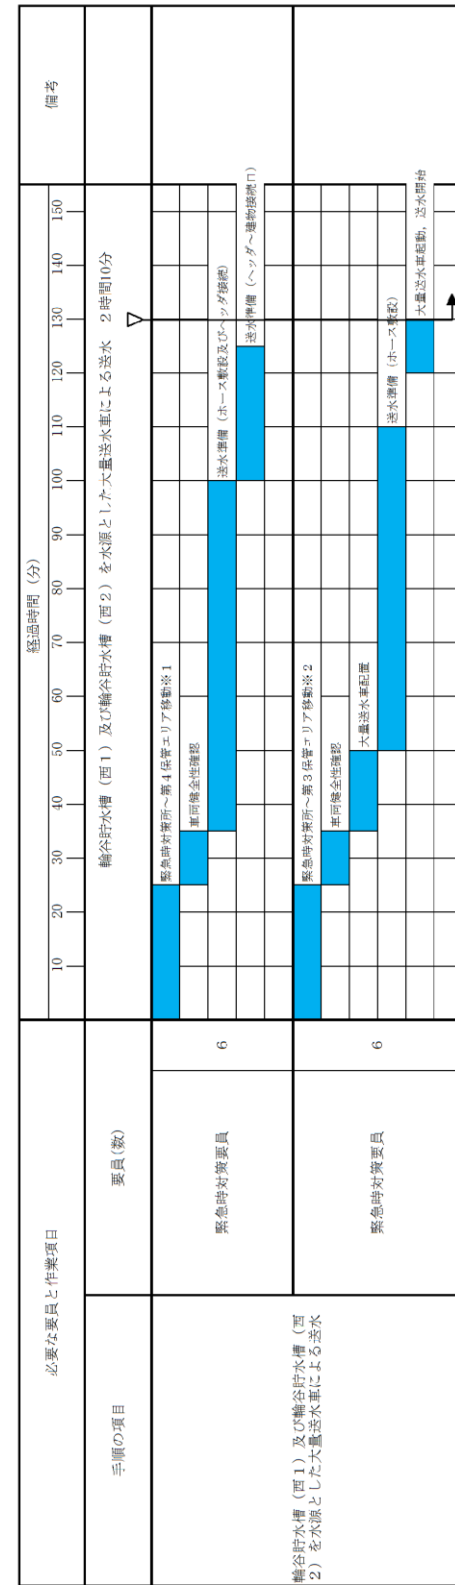 必要な要員と作業項目
経過時間（分）
備考
10 20 30 40 50 60 70 80 90 100 110 120 130 140 150
手順の項目
要員(数)
輪谷貯水槽（西１）及び輪谷貯水槽（西２）を水源とした大量送水車による送水　２時間10分
輪谷貯水槽（西１）及び輪谷貯水槽（西
２）を水源とした大量送水車による送水
緊急時対策要員
6
緊急時対策所～第４保管エリア移動※１
車両健全性確認
送水準備（ホース敷設及びヘッダ接続）
送水準備（ヘッダ～建物接続口）
緊急時対策要員
6
緊急時対策所～第３保管エリア移動※２
車両健全性確認
大量送水車配置
送水準備（ホース敷設）
大量送水車起動，送水開始